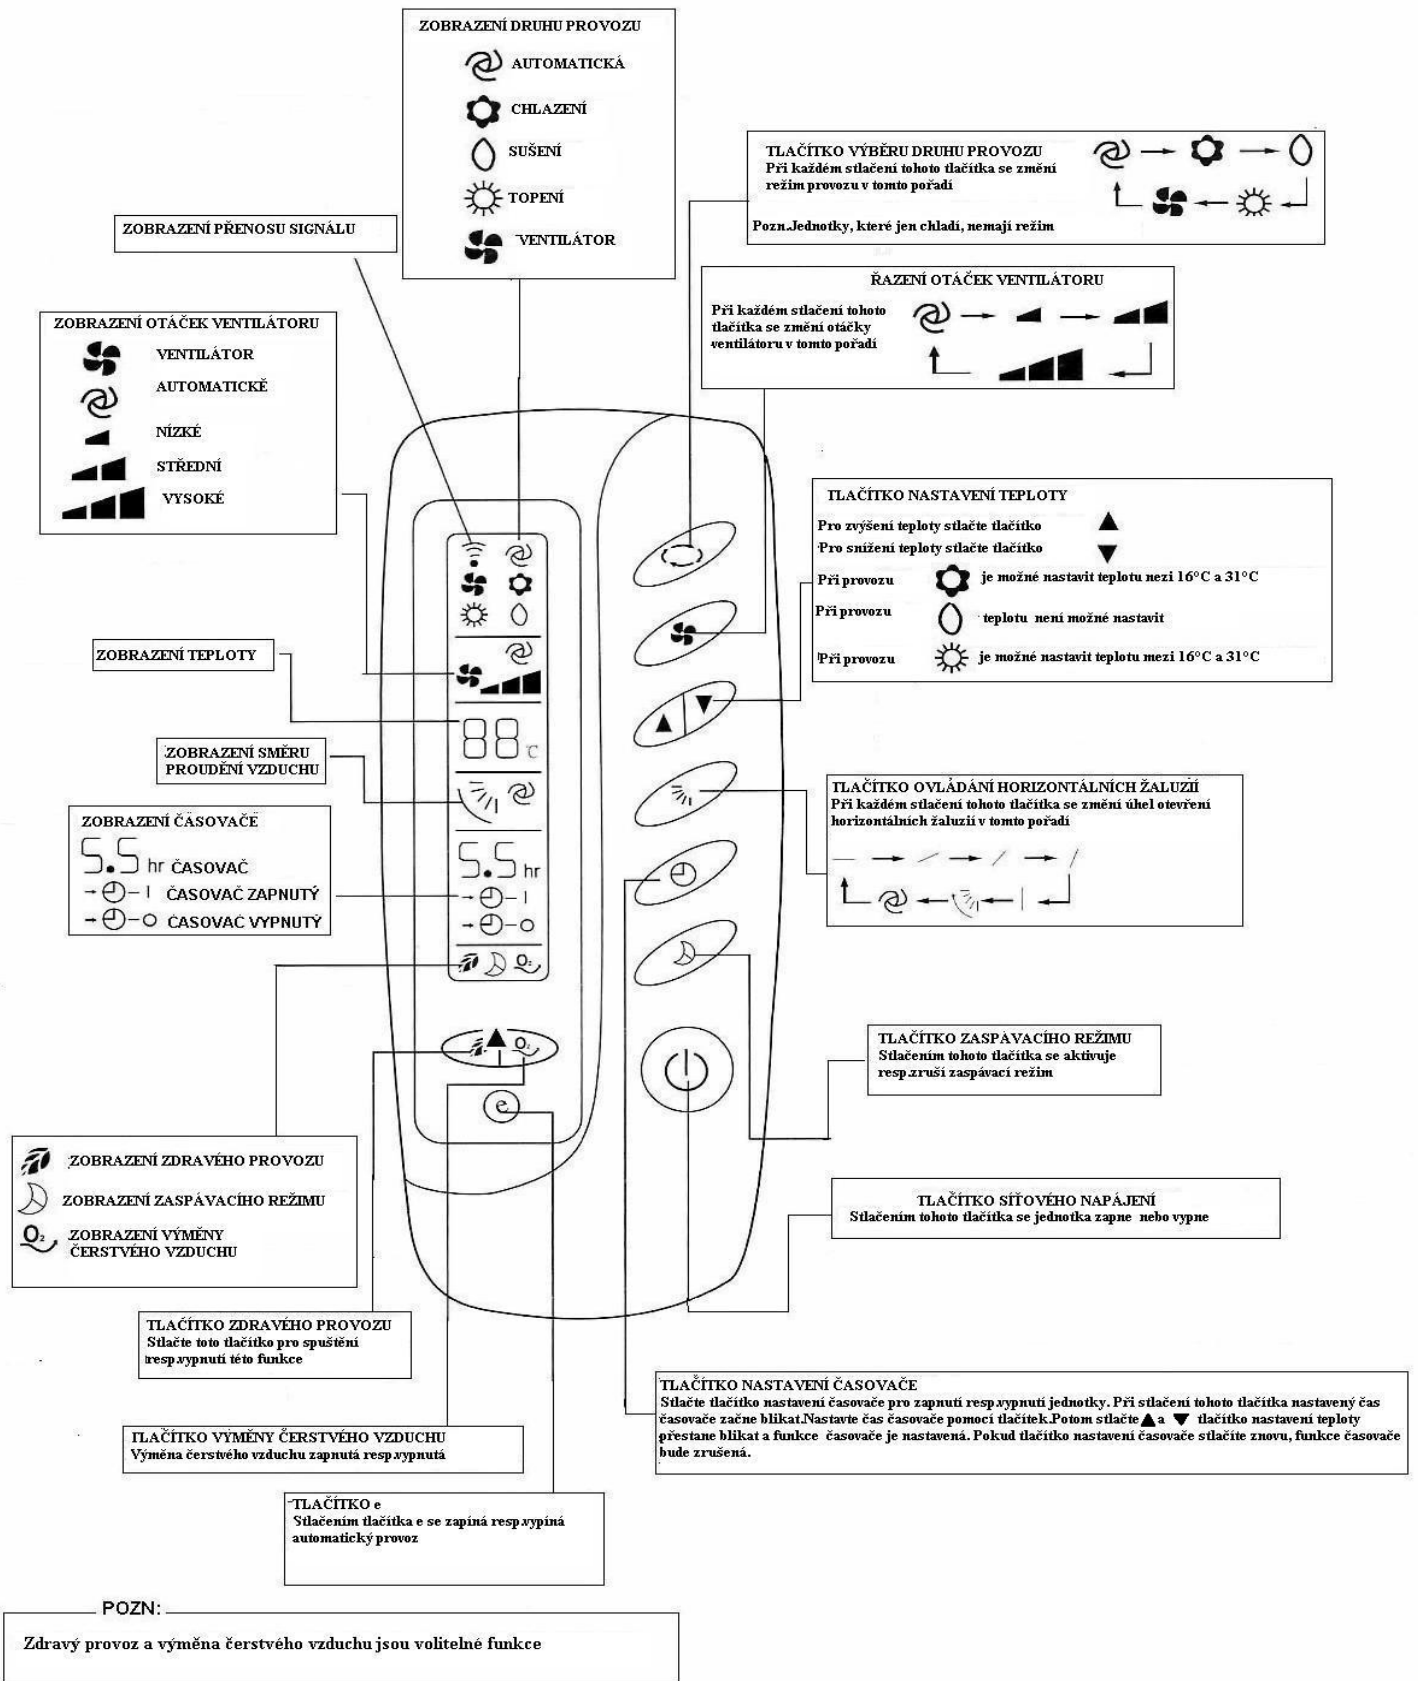 ZOBRAZENÍ DRUHU PROVOZU
AUTOMATICKÁ
CHLAZENÍ
SUŠENÍ
TOPENÍ
VENTILÁTOR
TLAČÍTKO VÝBĚRU DRUHU PROVOZU
Při každém stlačení tohoto tlačítka se změní
režim provozu v tomto pořadí
Pozn.Jednotky, které jen chladí, nemají režim
ZOBRAZENÍ PŘENOSU SIGNÁLU
ŘAZENÍ OTÁČEK VENTILÁTORU
Při každém stlačení tohoto
tlačítka se změní otáčky
ventilátoru v tomto pořadí
ZOBRAZENÍ OTÁČEK VENTILÁTORU
VENTILÁTOR
AUTOMATICKĚ
NÍZKÉ
STŘEDNÍ
VYSOKÉ
TLAČÍTKO NASTAVENÍ TEPLOTY
Pro zvýšení teploty stlačte tlačítko ▲
Pro snížení teploty stlačte tlačítko ▼
Při provozu je možné nastavit teplotu nezi 16°C a 31°C
Při provozu teplotu není možné nastavit
Při provozu je možné nastavit teplotu mezi 16°C a 31°C
ZOBRAZENÍ TEPLOTY
88 °C
ZOBRAZENÍ SMĚRU
PROUDĚNÍ VZDUCHU
TLAČÍTKO OVLÁDÁNÍ HORIZONTÁLNÍCH ŽALUZIÍ
Při každém stlačení tohoto tlačítka se změní úhel otevření
horizontálních žaluzií v tomto pořadí
ZOBRAZENÍ ČASOVAČE
5.5 hr ČASOVAČ
ČASOVAČ ZAPNUTÝ
ČASOVAČ VYPNUTÝ
5.5 hr
O₂
O₂
e
TLAČÍTKO ZASPÁVACÍHO REŽIMU
Stlačením tohoto tlačítka se aktivuje
resp.zruší zaspávací režim
ZOBRAZENÍ ZDRAVÉHO PROVOZU
ZOBRAZENÍ ZASPÁVACÍHO REŽIMU
O₂ ZOBRAZENÍ VÝMĚNY
ČERSTVÉHO VZDUCHU
TLAČÍTKO SÍŤOVÉHO NAPÁJENÍ
Stlačením tohoto tlačítka se jednotka zapne nebo vypne
TLAČÍTKO ZDRAVÉHO PROVOZU
Stlačte toto tlačítko pro spuštění
resp.vypnutí této funkce
TLAČÍTKO NASTAVENÍ ČASOVAČE
Stlačte tlačítko nastavení časovače pro zapnutí resp.vypnutí jednotky. Při stlačení tohoto tlačítka nastavený čas
časovače začne blikat.Nastavte čas časovače pomocí tlačítek.Potom stlačte ▲ a ▼ tlačítko nastavení teploty
přestane blikat a funkce časovače je nastavená. Pokud tlačítko nastavení časovače stlačíte znovu, funkce časovače
bude zrušená.
TLAČÍTKO VÝMĚNY ČERSTVÉHO VZDUCHU
Výměna čerstvého vzduchu zapnutá resp.vypnutá
TLAČÍTKO e
Stlačením tlačítka e se zapíná resp.vypíná
automatický provoz
POZN:
Zdravý provoz a výměna čerstvého vzduchu jsou volitelné funkce